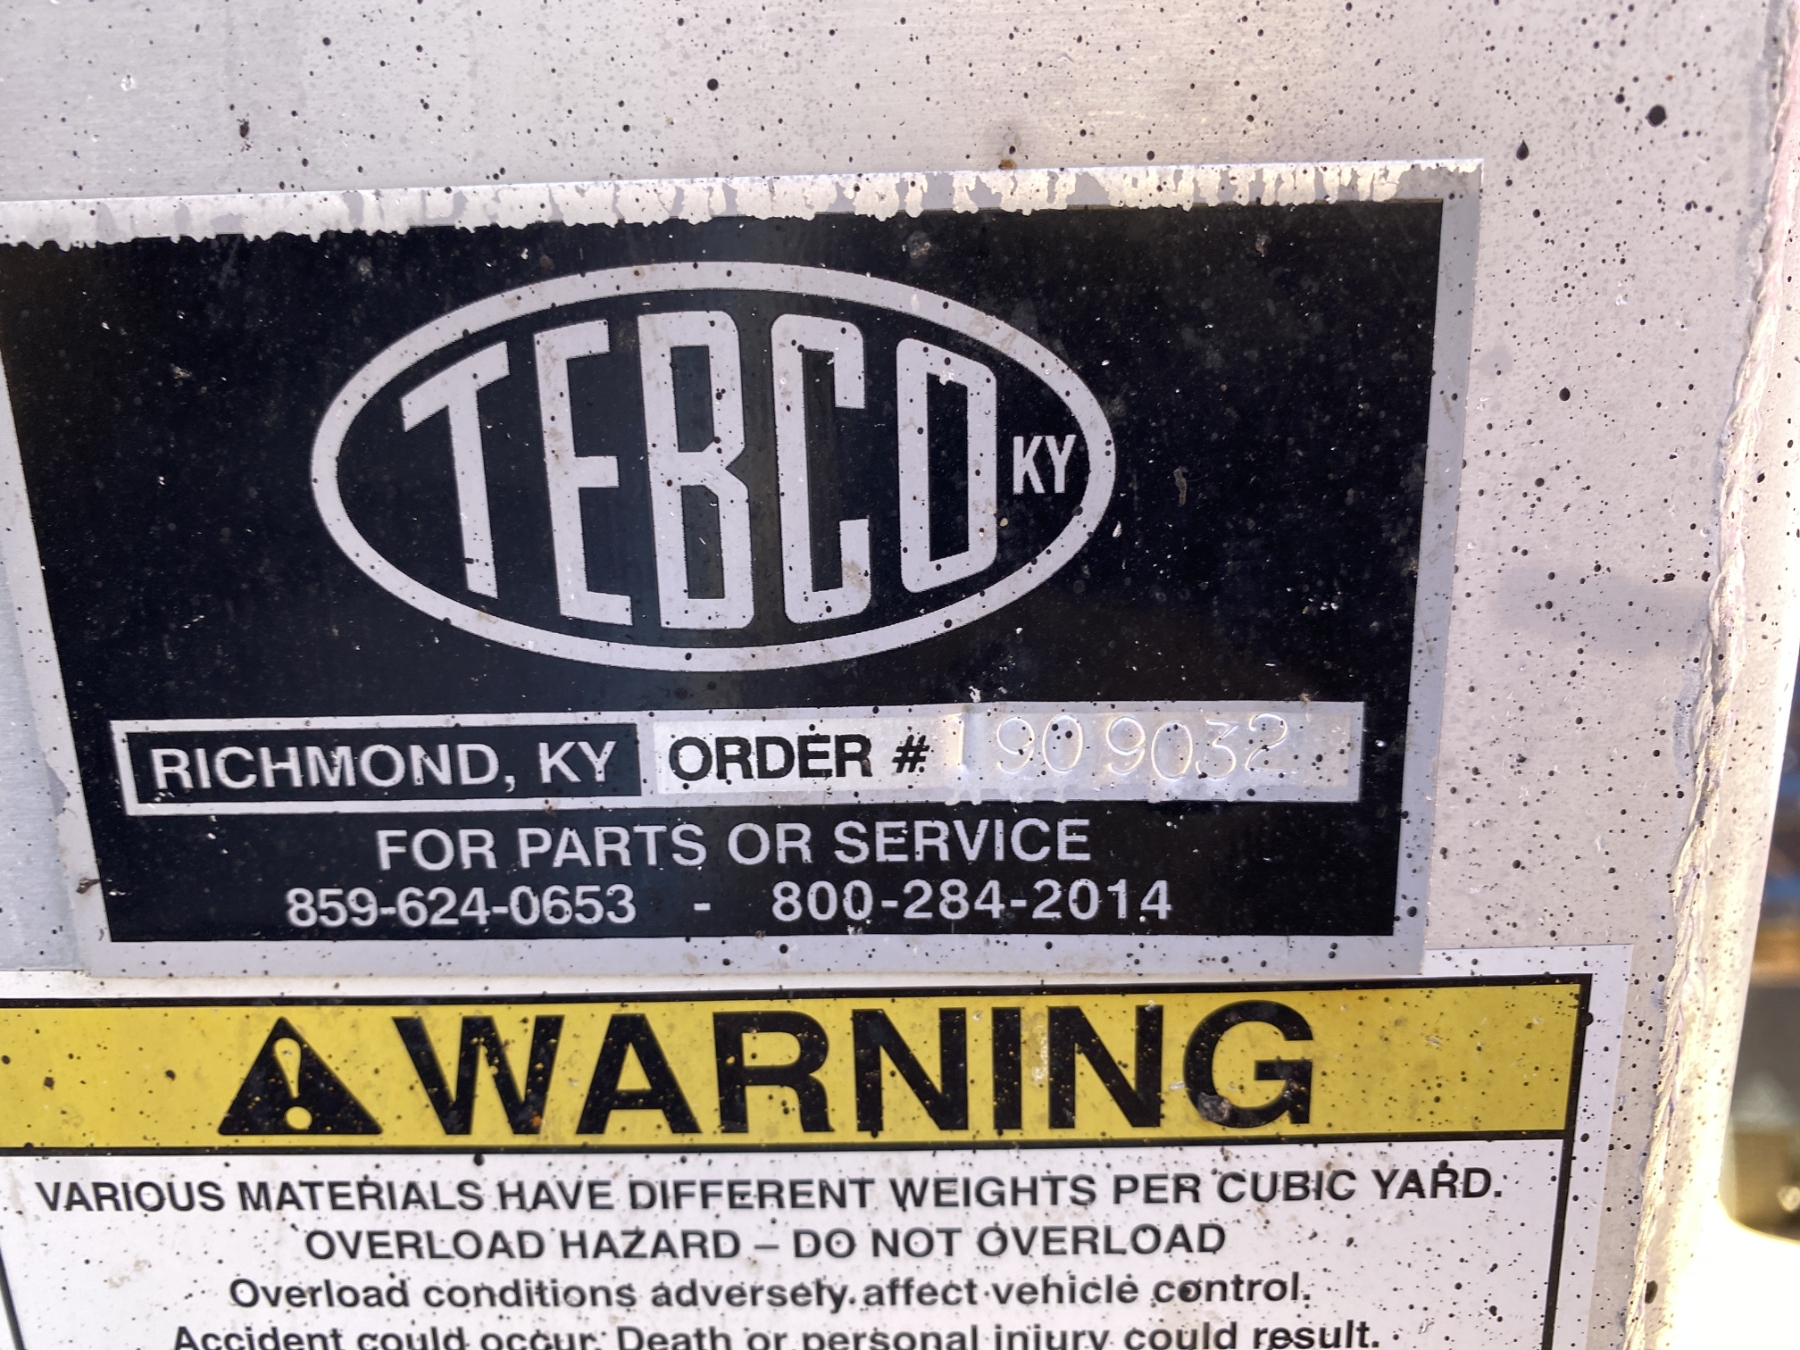 TEBCO KY
RICHMOND, KY ORDER # 1909032
FOR PARTS OR SERVICE
859-624-0653 - 800-284-2014
WARNING
VARIOUS MATERIALS HAVE DIFFERENT WEIGHTS PER CUBIC YARD.
OVERLOAD HAZARD – DO NOT OVERLOAD
Overload conditions adversely affect vehicle control.
Accident could occur. Death or personal injury could result.